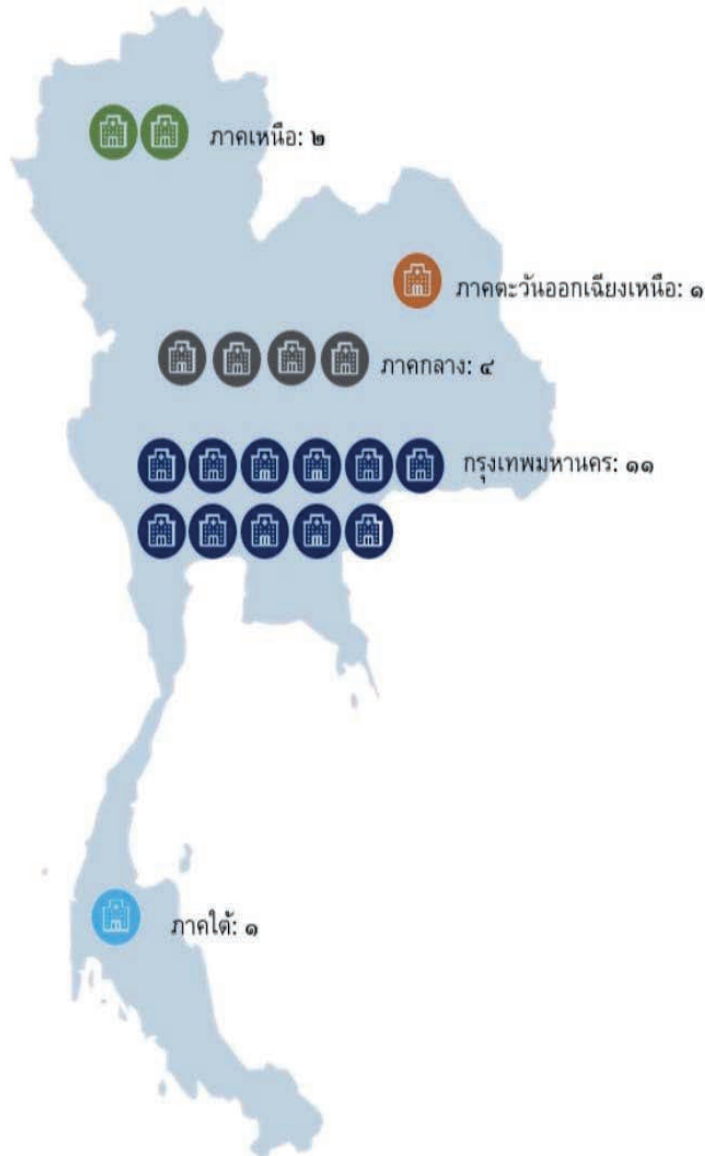 ภาคเหนือ: ๒
ภาคตะวันออกเฉียงเหนือ: ๑
ภาคกลาง: ๔
กรุงเทพมหานคร: ๑๑
ภาคใต้: ๑